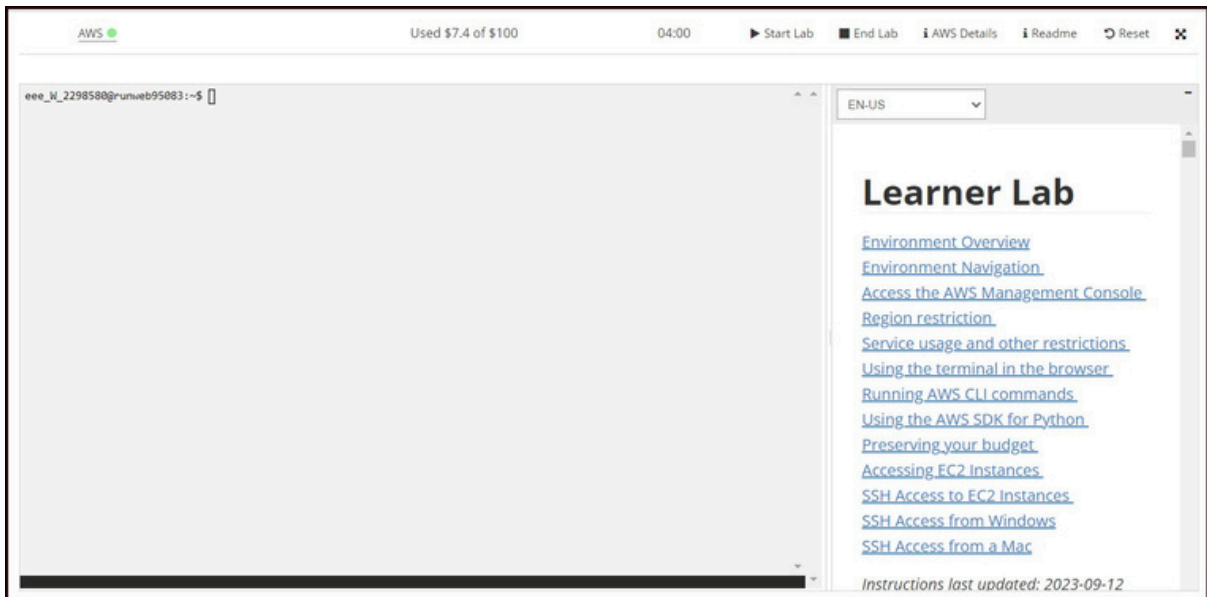 AWS Used $7.4 of $100 04:00 Start Lab End Lab AWS Details Readme Reset
eee_W_2298580@runweb95083:~$
EN-US
Learner Lab
Environment Overview
Environment Navigation
Access the AWS Management Console
Region restriction
Service usage and other restrictions
Using the terminal in the browser
Running AWS CLI commands
Using the AWS SDK for Python
Preserving your budget
Accessing EC2 Instances
SSH Access to EC2 Instances
SSH Access from Windows
SSH Access from a Mac
Instructions last updated: 2023-09-12